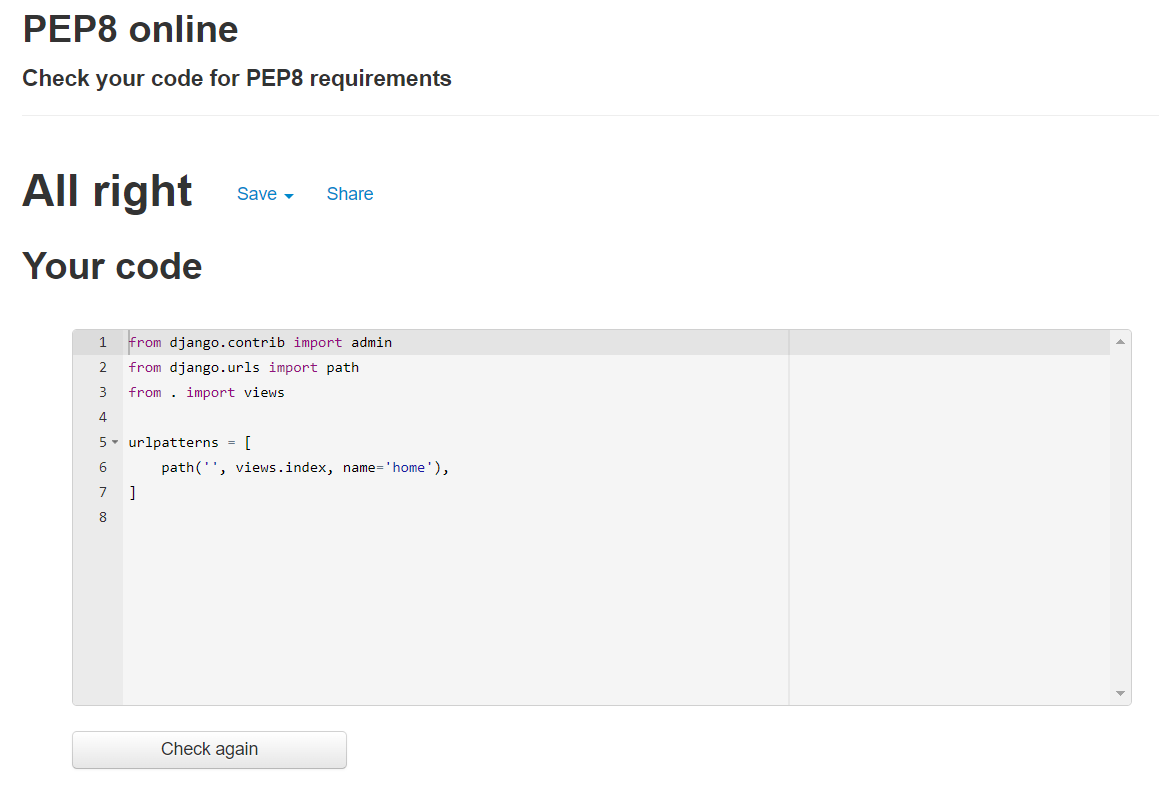 PEP8 online
Check your code for PEP8 requirements
All right Save Share
Your code
1 from django.contrib import admin
2 from django.urls import path
3 from . import views
4
5 urlpatterns = [
6     path('', views.index, name='home'),
7 ]
8
Check again